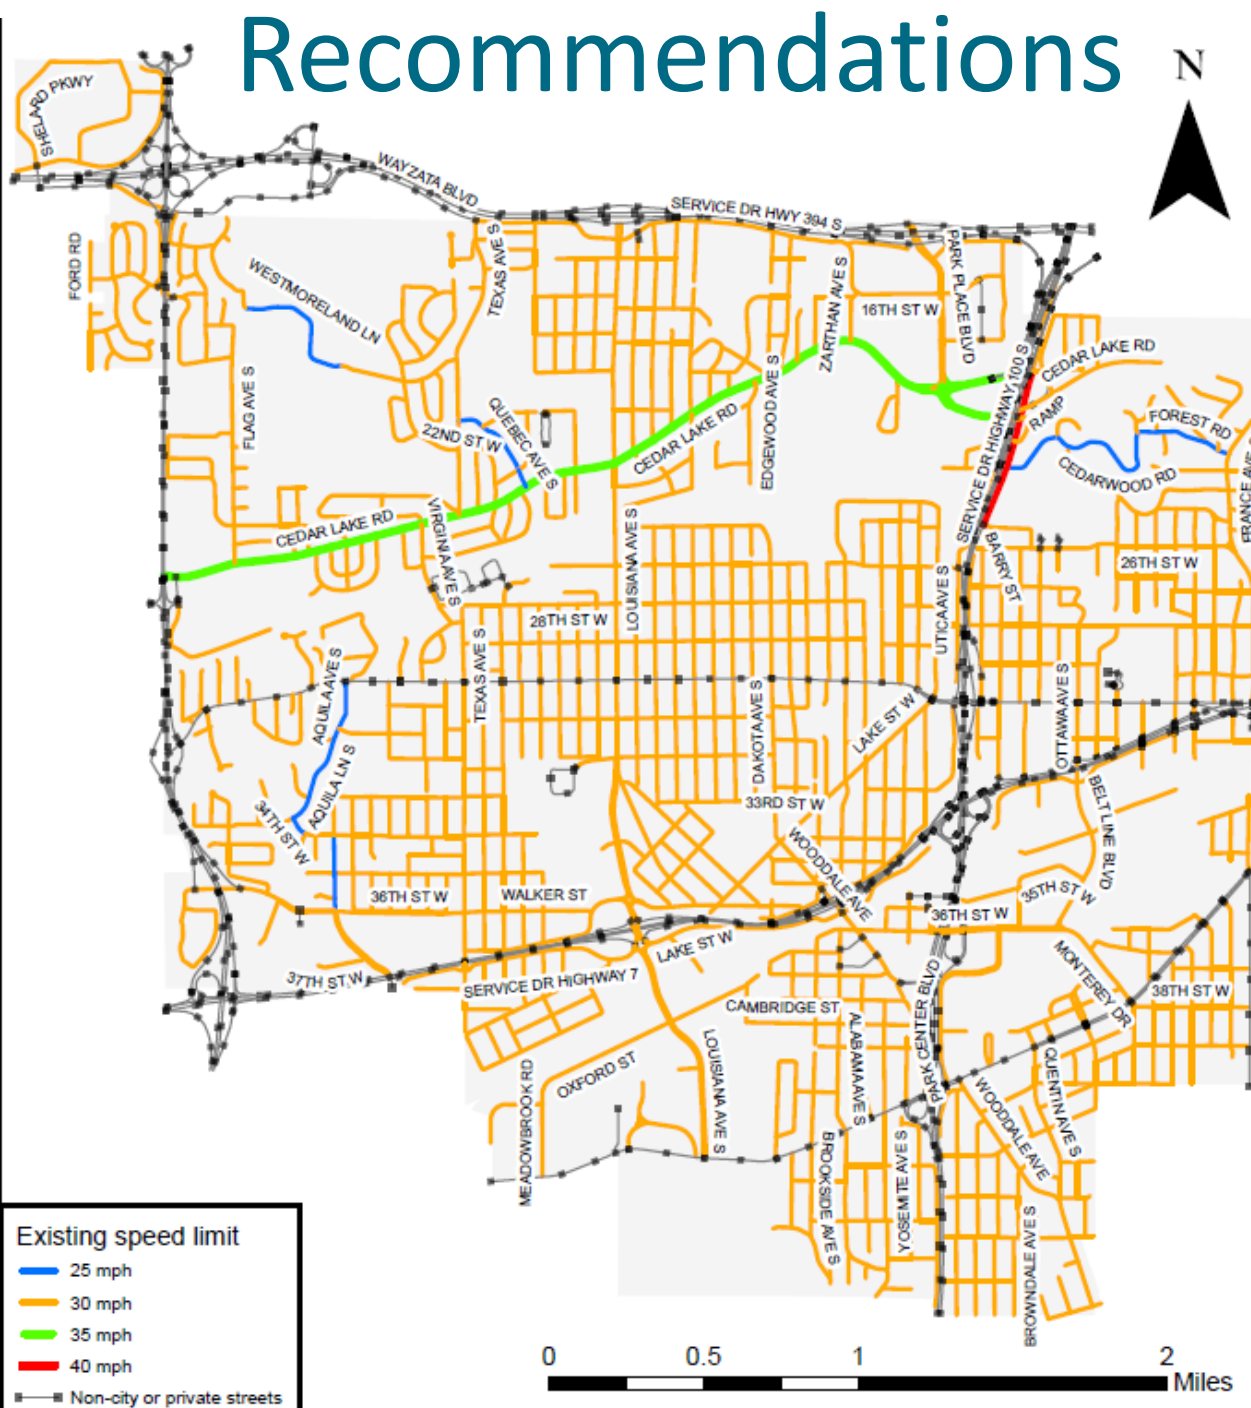 Recommendations
N
SHELARD PKWY
WAYZATA BLVD
SERVICE DR HWY 394 S
FORD RD
TEXAS AVE S
PARK PLACE BLVD
WESTMORELAND LN
ZARTHAN AVE S
16TH ST W
CEDAR LAKE RD
SERVICE DR HIGHWAY 100 S
FLAG AVE S
EDGEWOOD AVE S
RAMP
FOREST RD
QUEBEC AVE S
22ND ST W
CEDAR LAKE RD
CEDARWOOD RD
FRANCE AVE
CEDAR LAKE RD
VIRGINIA AVE S
LOUISIANA AVE S
BARRY ST
26TH ST W
UTICA AVE S
28TH ST W
TEXAS AVE S
AQUILA AVE S
DAKOTA AVE S
LAKE ST W
OTTAWA AVE S
AQUILA LN S
34TH ST W
33RD ST W
BELT LINE BLVD
WOODDALE AVE
36TH ST W
WALKER ST
35TH ST W
36TH ST W
LAKE ST W
MONTEREY DR
37TH ST W
SERVICE DR HIGHWAY 7
38TH ST W
CAMBRIDGE ST
PARK CENTER BLVD
ALABAMA AVE S
LOUISIANA AVE S
OXFORD ST
QUENTIN AVE S
MEADOWBROOK RD
WOODDALE AVE
BROOKSIDE AVE S
YOSEMITE AVE S
BROWNDALE AVE S
Existing speed limit
25 mph
30 mph
35 mph
40 mph
Non-city or private streets
0 0.5 1 2
Miles